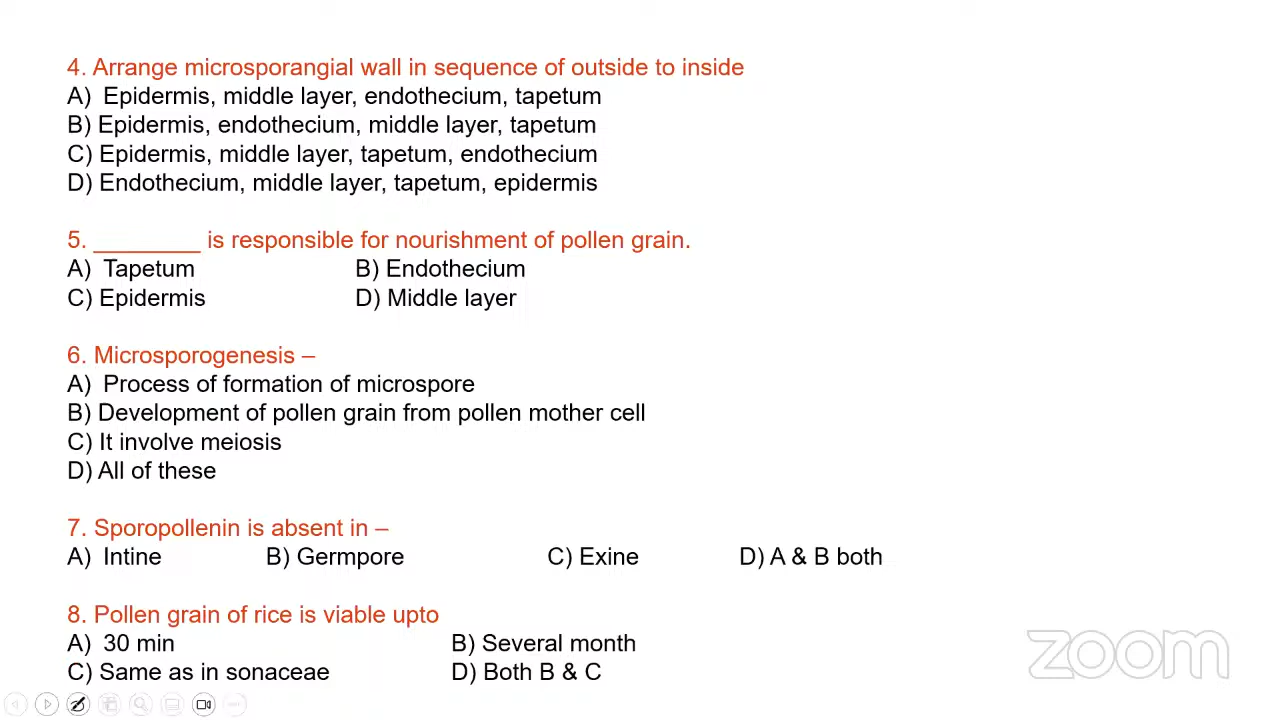 4. Arrange microsporangial wall in sequence of outside to inside
A) Epidermis, middle layer, endothecium, tapetum
B) Epidermis, endothecium, middle layer, tapetum
C) Epidermis, middle layer, tapetum, endothecium
D) Endothecium, middle layer, tapetum, epidermis
5. ________ is responsible for nourishment of pollen grain.
A) Tapetum B) Endothecium
C) Epidermis D) Middle layer
6. Microsporogenesis –
A) Process of formation of microspore
B) Development of pollen grain from pollen mother cell
C) It involve meiosis
D) All of these
7. Sporopollenin is absent in –
A) Intine B) Germpore C) Exine D) A & B both
8. Pollen grain of rice is viable upto
A) 30 min B) Several month
C) Same as in sonaceae D) Both B & C
zoom